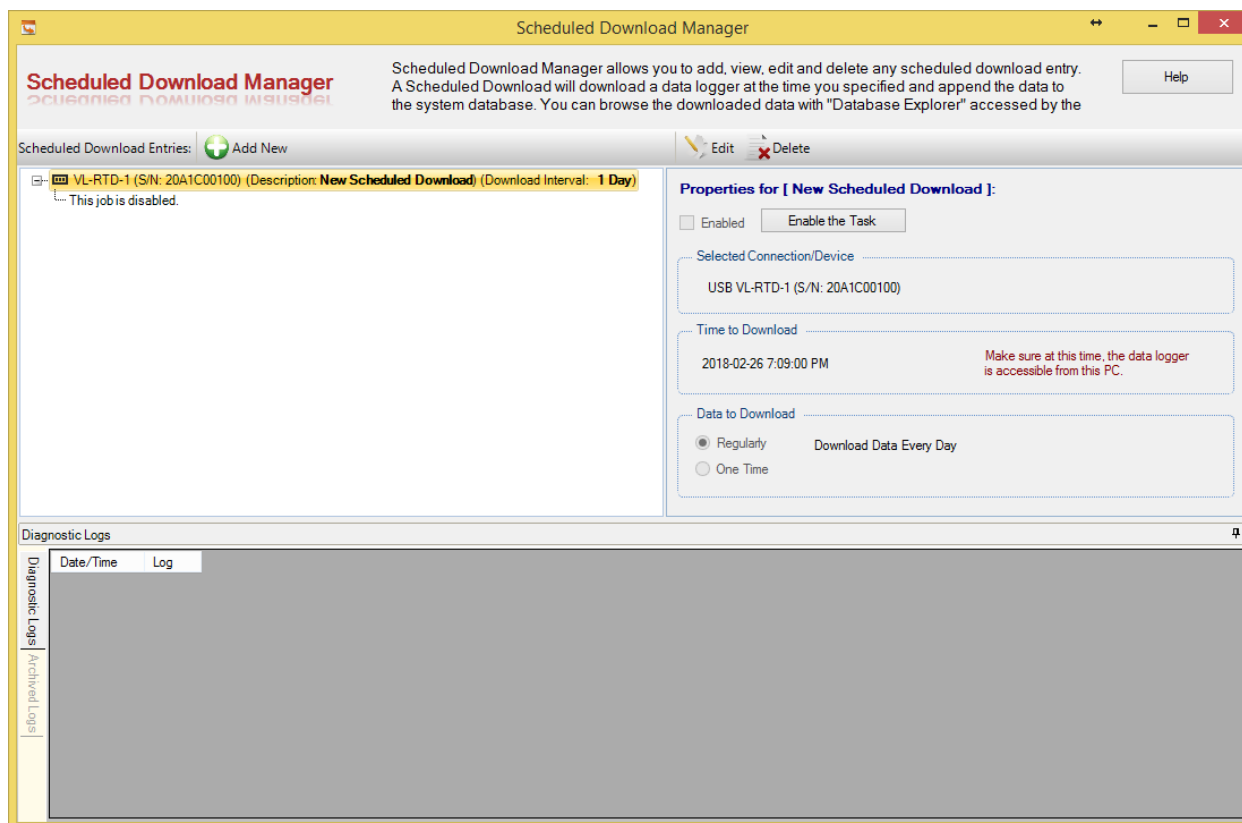 Scheduled Download Manager
Scheduled Download Manager
Scheduled Download Manager allows you to add, view, edit and delete any scheduled download entry.
A Scheduled Download will download a data logger at the time you specified and append the data to
the system database. You can browse the downloaded data with "Database Explorer" accessed by the
Help
Scheduled Download Entries: Add New
Edit Delete
VL-RTD-1 (S/N: 20A1C00100) (Description: New Scheduled Download) (Download Interval: 1 Day)
This job is disabled.
Properties for [ New Scheduled Download ]:
Enabled Enable the Task
Selected Connection/Device
USB VL-RTD-1 (S/N: 20A1C00100)
Time to Download
2018-02-26 7:09:00 PM
Make sure at this time, the data logger
is accessible from this PC.
Data to Download
Regularly Download Data Every Day
One Time
Diagnostic Logs
Date/Time Log
Diagnostic Logs
Archived Logs